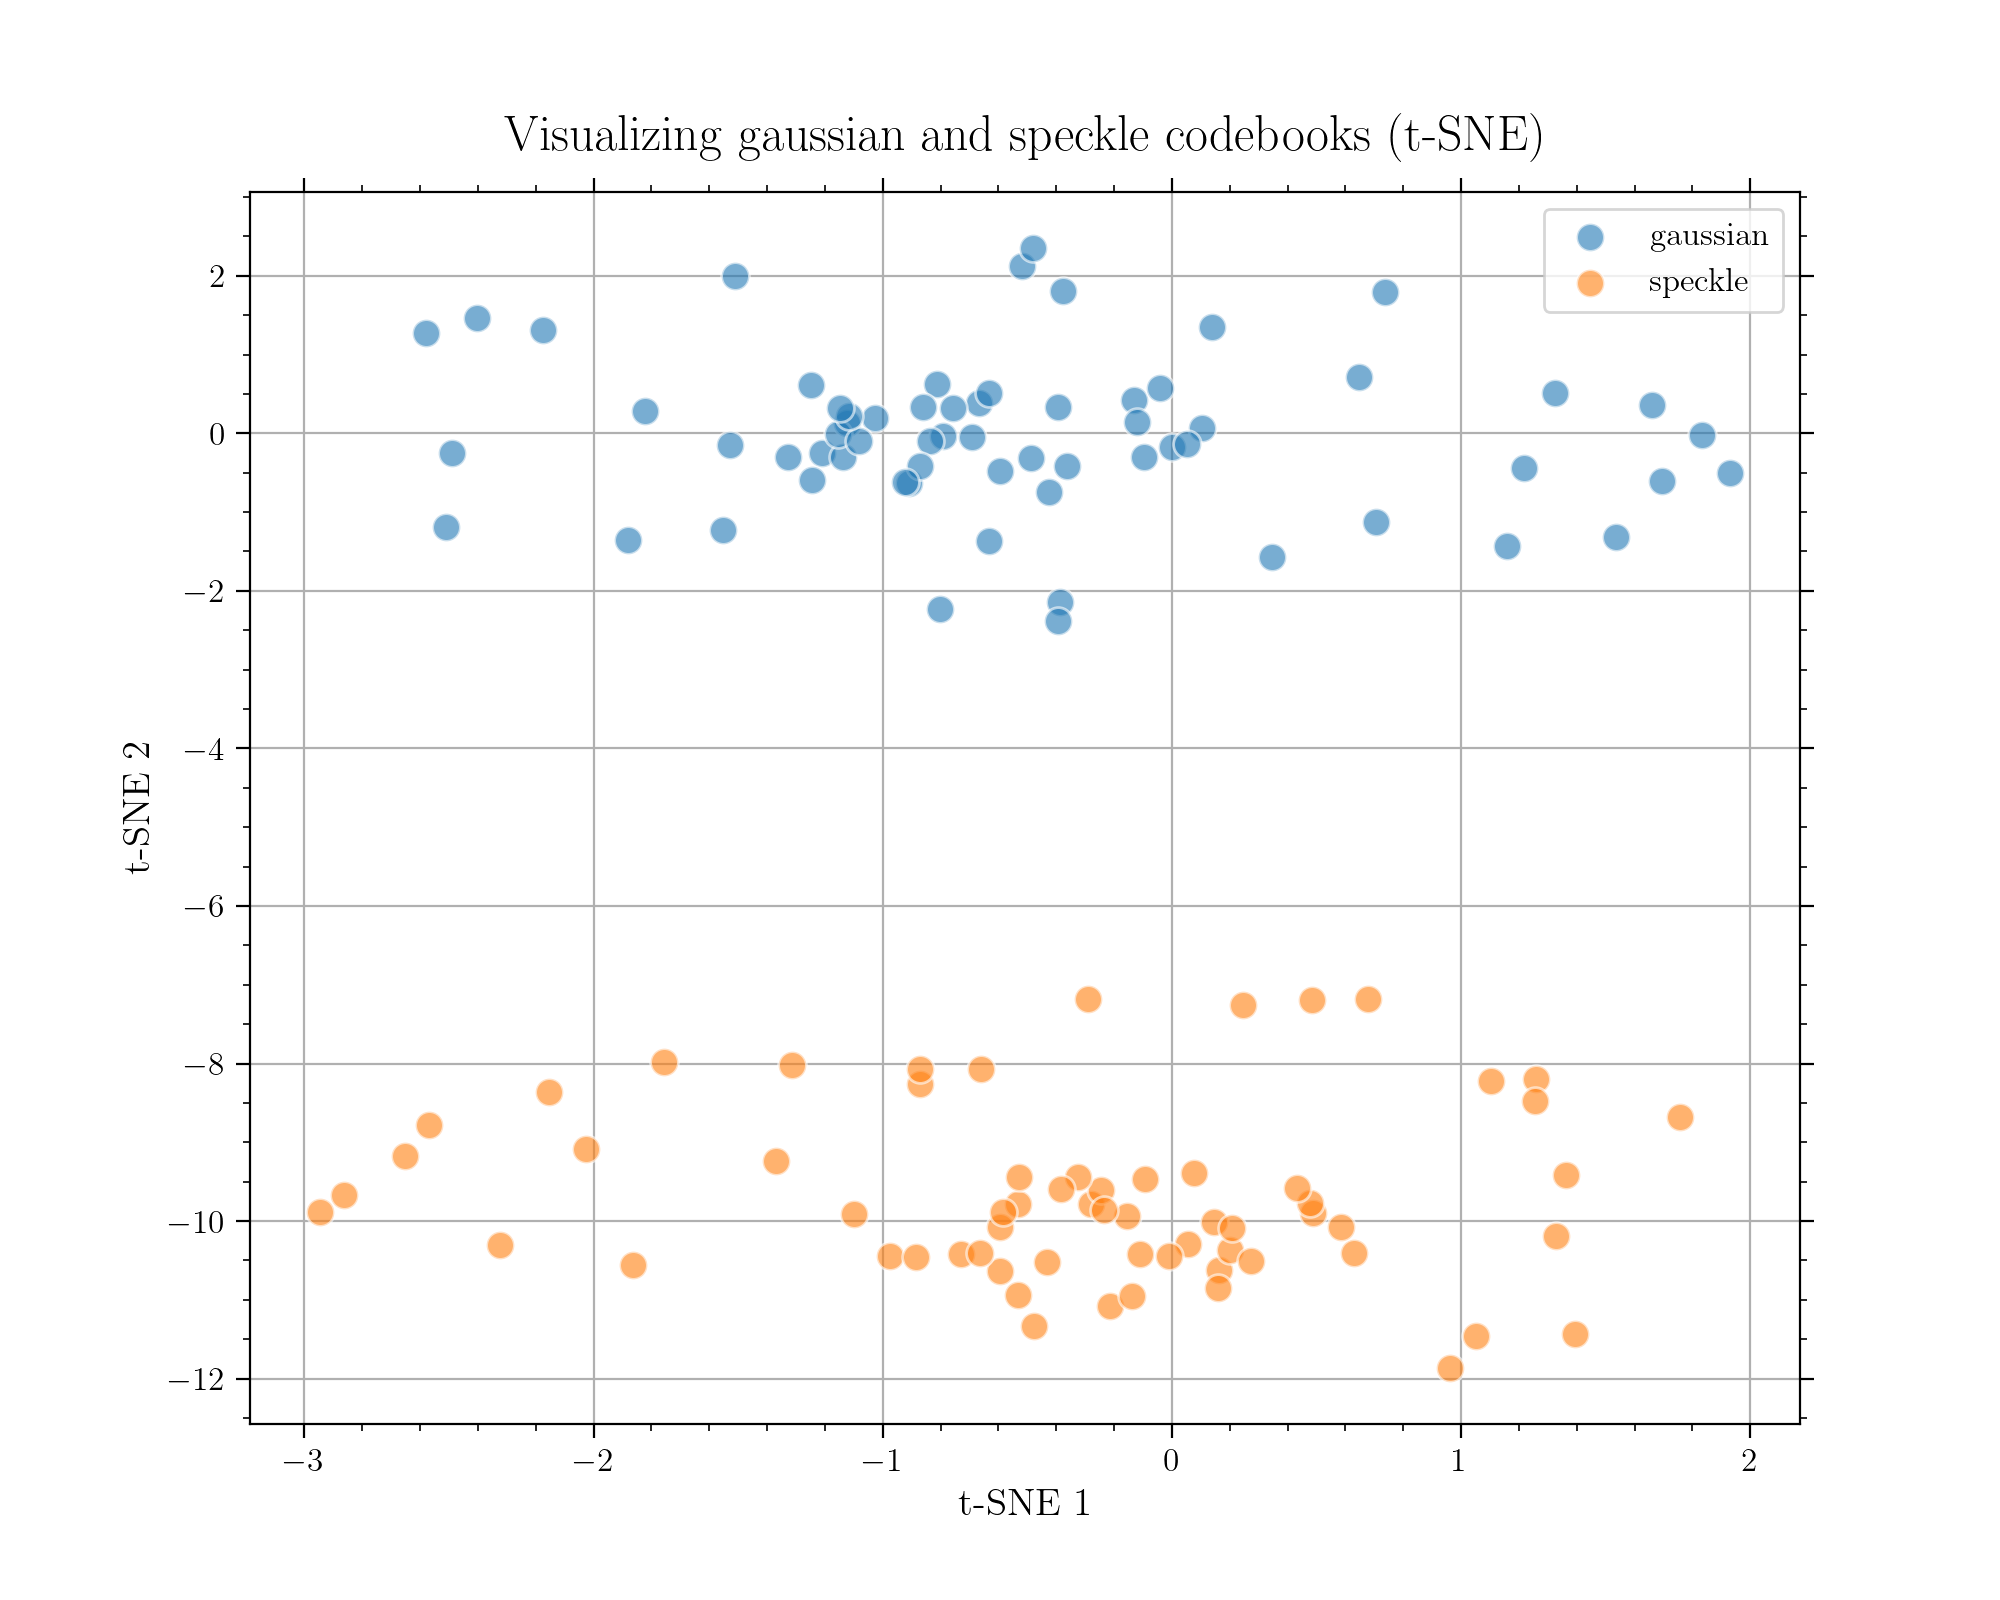 Visualizing gaussian and speckle codebooks (t-SNE)
gaussian
speckle
2
0
−2
−4
−6
−8
−10
−12
t-SNE 2
−3 −2 −1 0 1 2
t-SNE 1